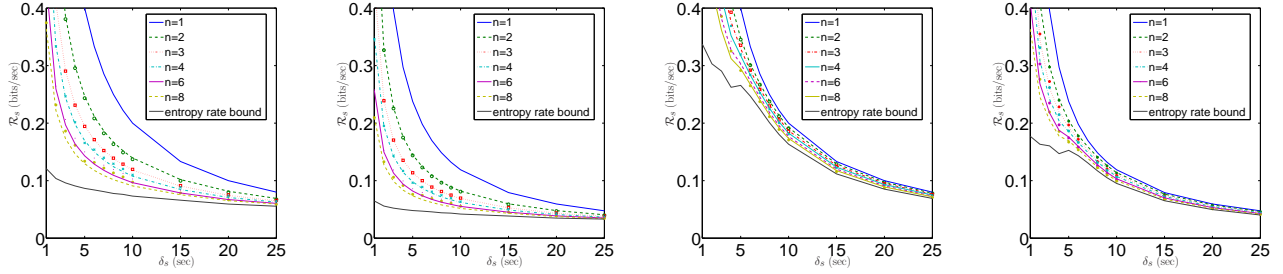 0.4
0.3
0.2
0.1
0
1 5 10 15 20 25
ℛs (bits/sec)
δs (sec)
n=1
n=2
n=3
n=4
n=6
n=8
entropy rate bound
0.4
0.3
0.2
0.1
0
1 5 10 15 20 25
ℛs (bits/sec)
δs (sec)
n=1
n=2
n=3
n=4
n=6
n=8
entropy rate bound
0.4
0.3
0.2
0.1
0
1 5 10 15 20 25
ℛs (bits/sec)
δs (sec)
n=1
n=2
n=3
n=4
n=6
n=8
entropy rate bound
0.4
0.3
0.2
0.1
0
1 5 10 15 20 25
ℛs (bits/sec)
δs (sec)
n=1
n=2
n=3
n=4
n=6
n=8
entropy rate bound